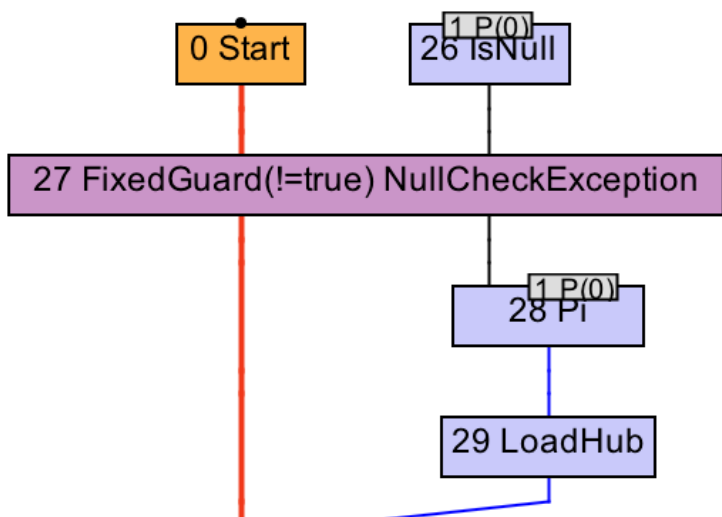 0 Start
1 P(0)
26 IsNull
27 FixedGuard(!=true) NullCheckException
1 P(0)
28 Pi
29 LoadHub